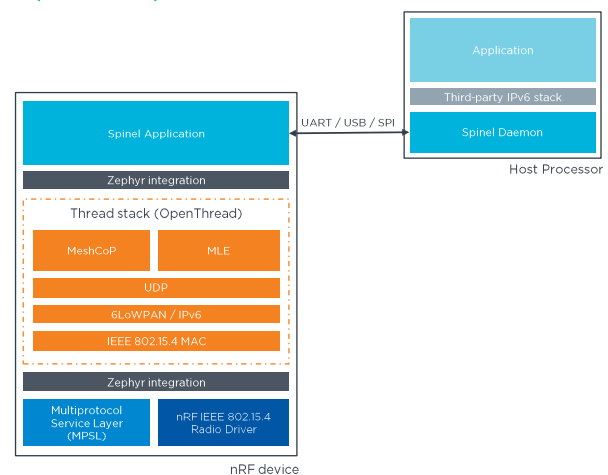 Application
Third-party IPv6 stack
Spinel Daemon
Host Processor
UART / USB / SPI
Spinel Application
Zephyr integration
Thread stack (OpenThread)
MeshCoP
MLE
UDP
6LoWPAN / IPv6
IEEE 802.15.4 MAC
Zephyr integration
Multiprotocol
Service Layer
(MPSL)
nRF IEEE 802.15.4
Radio Driver
nRF device